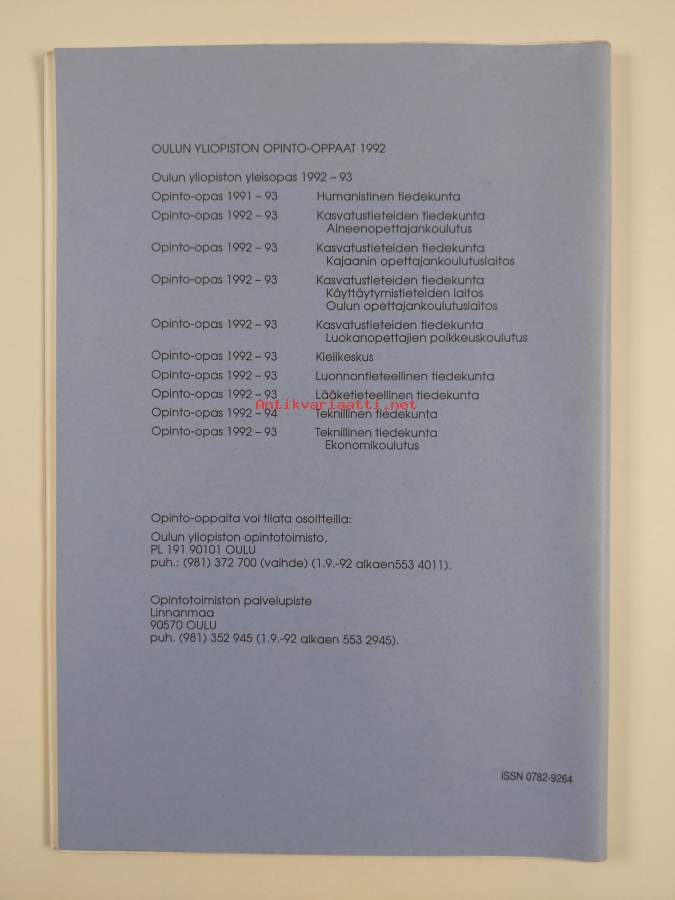 OULUN YLIOPISTON OPINTO-OPPAAT 1992
Oulun yliopiston yleisopas 1992 – 93
Opinto-opas 1991 – 93 Humanistinen tiedekunta
Opinto-opas 1992 – 93 Kasvatustieteiden tiedekunta
Aineenopettajankoulutus
Opinto-opas 1992 – 93 Kasvatustieteiden tiedekunta
Kajaanin opettajankoulutuslaitos
Opinto-opas 1992 – 93 Kasvatustieteiden tiedekunta
Käyttäytymistieteiden laitos
Oulun opettajankoulutuslaitos
Opinto-opas 1992 – 93 Kasvatustieteiden tiedekunta
Luokanopettajien poikkeuskoulutus
Opinto-opas 1992 – 93 Kielikeskus
Opinto-opas 1992 – 93 Luonnontieteellinen tiedekunta
Opinto-opas 1992 – 93 Lääketieteellinen tiedekunta
Antikvariaatti.net
Opinto-opas 1992 – 94 Teknillinen tiedekunta
Opinto-opas 1992 – 93 Teknillinen tiedekunta
Ekonomikoulutus
Opinto-oppaita voi tilata osoitteilla:
Oulun yliopiston opintotoimisto,
PL 191 90101 OULU
puh.: (981) 372 700 (vaihde) (1.9.-92 alkaen553 4011).
Opintotoimiston palvelupiste
Linnanmaa
90570 OULU
puh. (981) 352 945 (1.9.-92 alkaen 553 2945).
ISSN 0782-9264